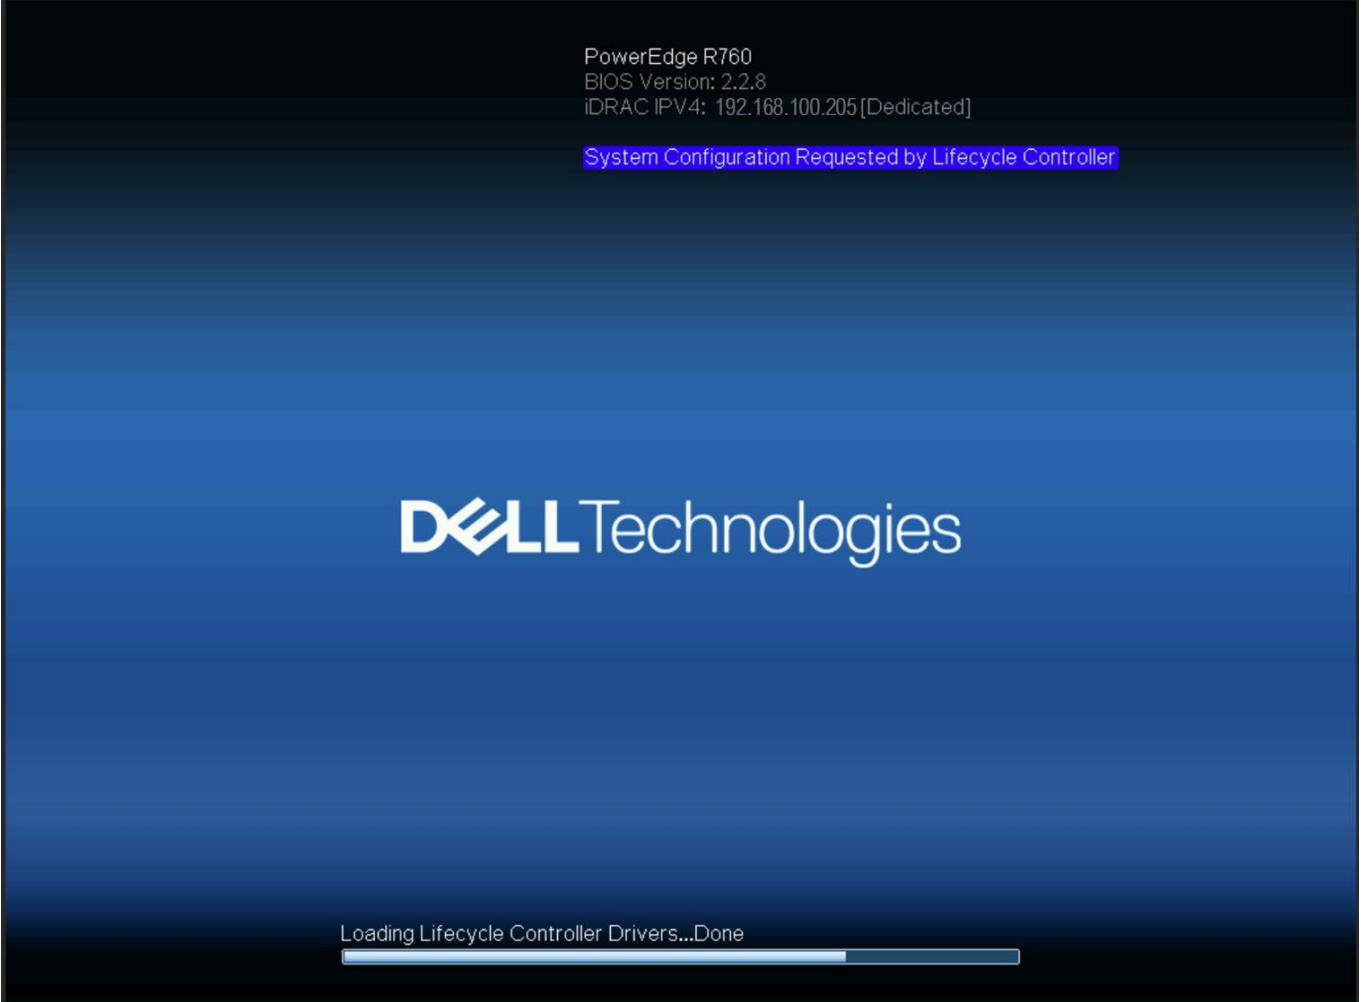 PowerEdge R760
BIOS Version: 2.2.8
iDRAC IPV4: 192.168.100.205 [Dedicated]
System Configuration Requested by Lifecycle Controller
DELL Technologies
Loading Lifecycle Controller Drivers...Done